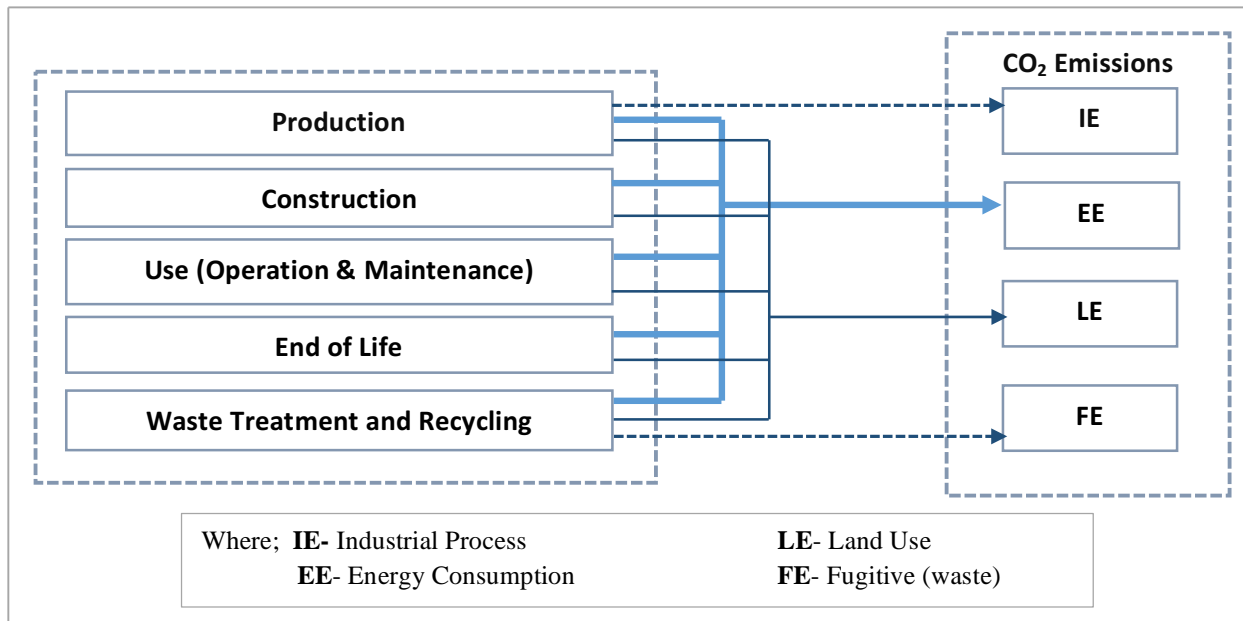 CO₂ Emissions
Production
IE
Construction
EE
Use (Operation & Maintenance)
LE
End of Life
Waste Treatment and Recycling
FE
Where; IE- Industrial Process
LE- Land Use
EE- Energy Consumption
FE- Fugitive (waste)